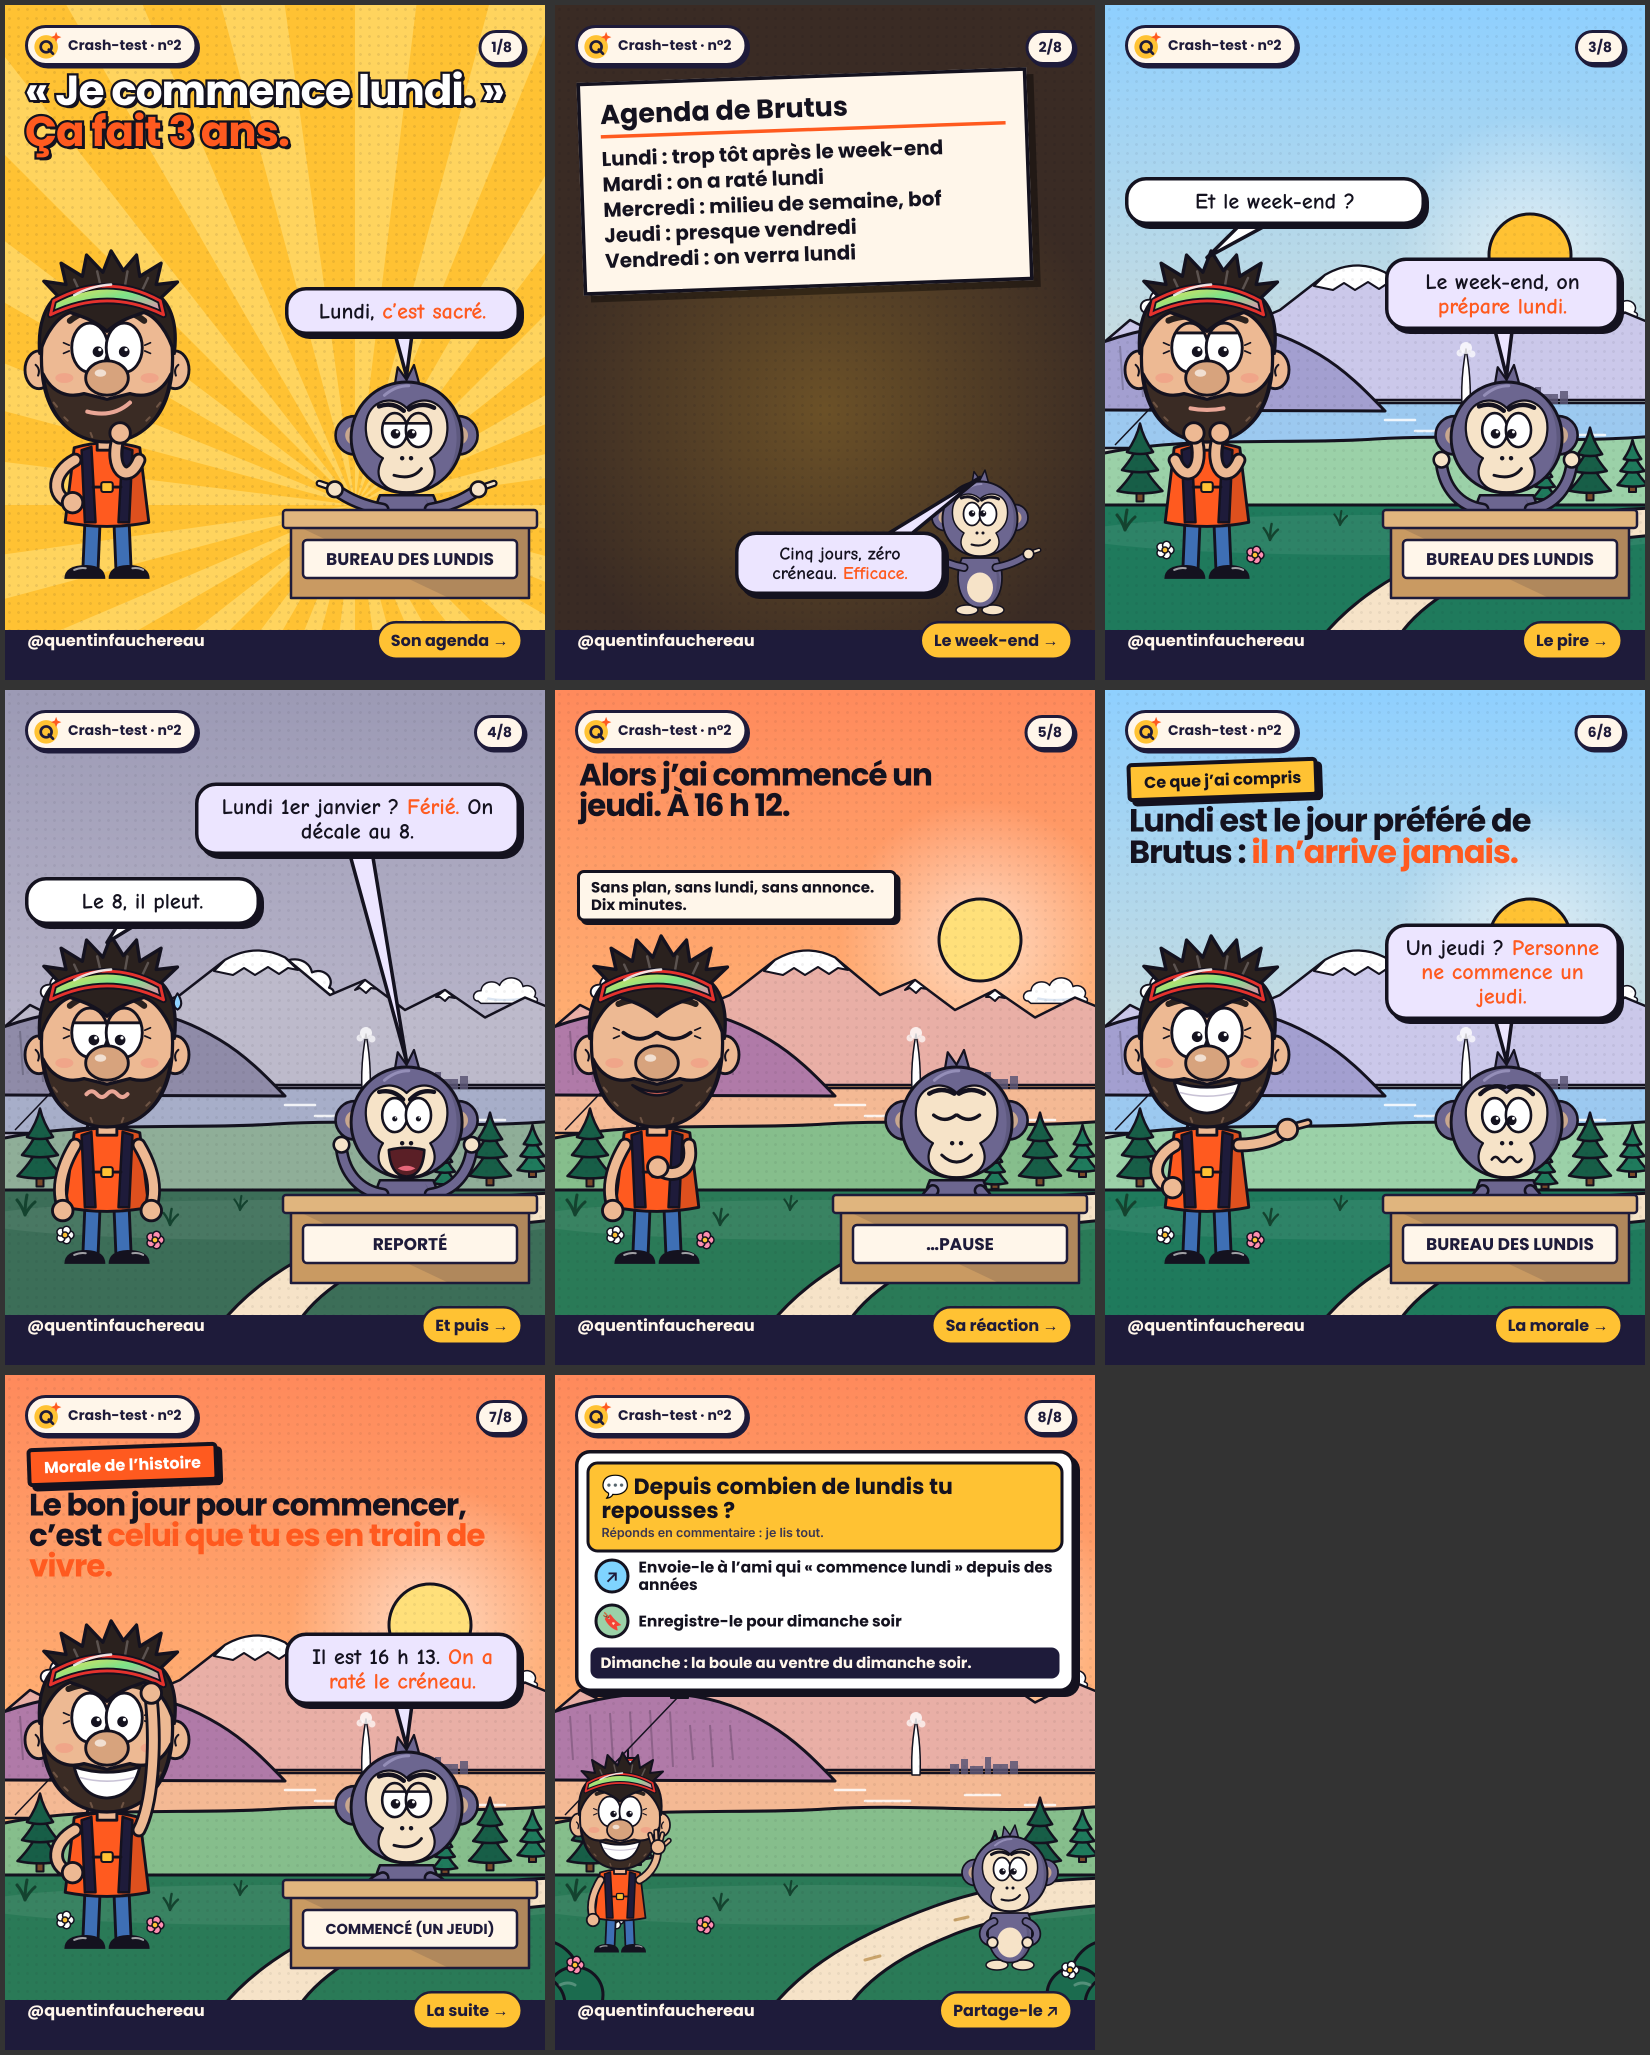 Crash-test · n°2
1/8
« Je commence lundi. »
Ça fait 3 ans.
Lundi, c'est sacré.
BUREAU DES LUNDIS
@quentinfauchereau
Son agenda →
Crash-test · n°2
2/8
Agenda de Brutus
Lundi : trop tôt après le week-end
Mardi : on a raté lundi
Mercredi : milieu de semaine, bof
Jeudi : presque vendredi
Vendredi : on verra lundi
Cinq jours, zéro
créneau. Efficace.
@quentinfauchereau
Le week-end →
Crash-test · n°2
3/8
Et le week-end ?
Le week-end, on
prépare lundi.
BUREAU DES LUNDIS
@quentinfauchereau
Le pire →
Crash-test · n°2
4/8
Lundi 1er janvier ? Férié. On
décale au 8.
Le 8, il pleut.
REPORTÉ
@quentinfauchereau
Et puis →
Crash-test · n°2
5/8
Alors j'ai commencé un
jeudi. À 16 h 12.
Sans plan, sans lundi, sans annonce.
Dix minutes.
...PAUSE
@quentinfauchereau
Sa réaction →
Crash-test · n°2
6/8
Ce que j'ai compris
Lundi est le jour préféré de
Brutus : il n'arrive jamais.
Un jeudi ? Personne
ne commence un
jeudi.
BUREAU DES LUNDIS
@quentinfauchereau
La morale →
Crash-test · n°2
7/8
Morale de l'histoire
Le bon jour pour commencer,
c'est celui que tu es en train de
vivre.
Il est 16 h 13. On a
raté le créneau.
COMMENCÉ (UN JEUDI)
@quentinfauchereau
La suite →
Crash-test · n°2
8/8
💬 Depuis combien de lundis tu
repousses ?
Réponds en commentaire : je lis tout.
Envoie-le à l'ami qui « commence lundi » depuis des
années
Enregistre-le pour dimanche soir
Dimanche : la boule au ventre du dimanche soir.
@quentinfauchereau
Partage-le ↗